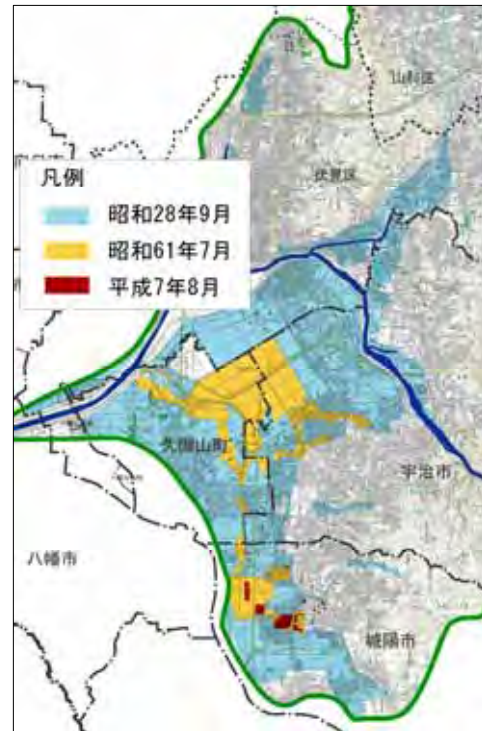 山科区
伏見区
凡例
昭和28年9月
昭和61年7月
平成7年8月
久御山町
宇治市
八幡市
城陽市